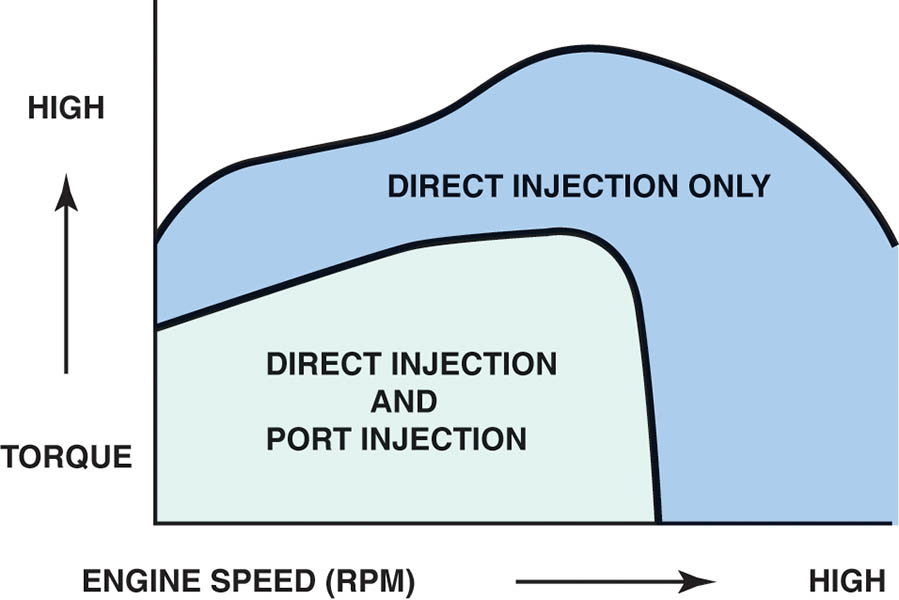 HIGH
DIRECT INJECTION ONLY
DIRECT INJECTION
AND
PORT INJECTION
TORQUE
ENGINE SPEED (RPM)
HIGH